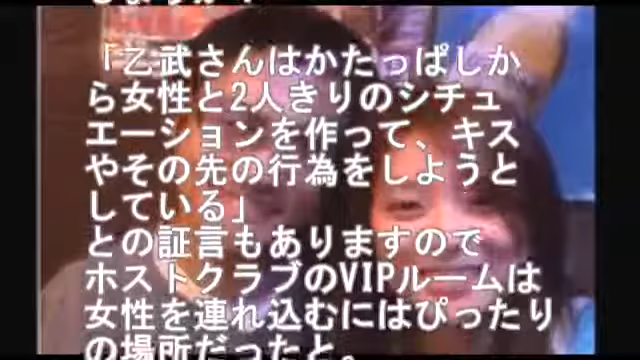 「乙武さんはかたっぱしか
ら女性と2人きりのシチュ
エーションを作って、キス
やその先の行為をしようと
している」
との証言もありますので
ホストクラブのVIPルームは
女性を連れ込むにはぴったり
の場所だったと。